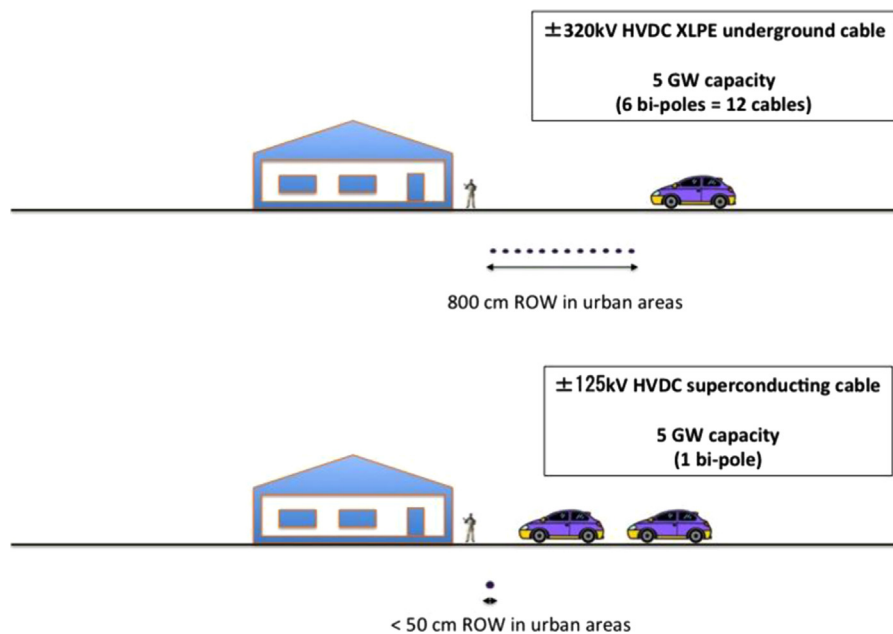 ±320kV HVDC XLPE underground cable
5 GW capacity
(6 bi-poles = 12 cables)
800 cm ROW in urban areas
±125kV HVDC superconducting cable
5 GW capacity
(1 bi-pole)
< 50 cm ROW in urban areas